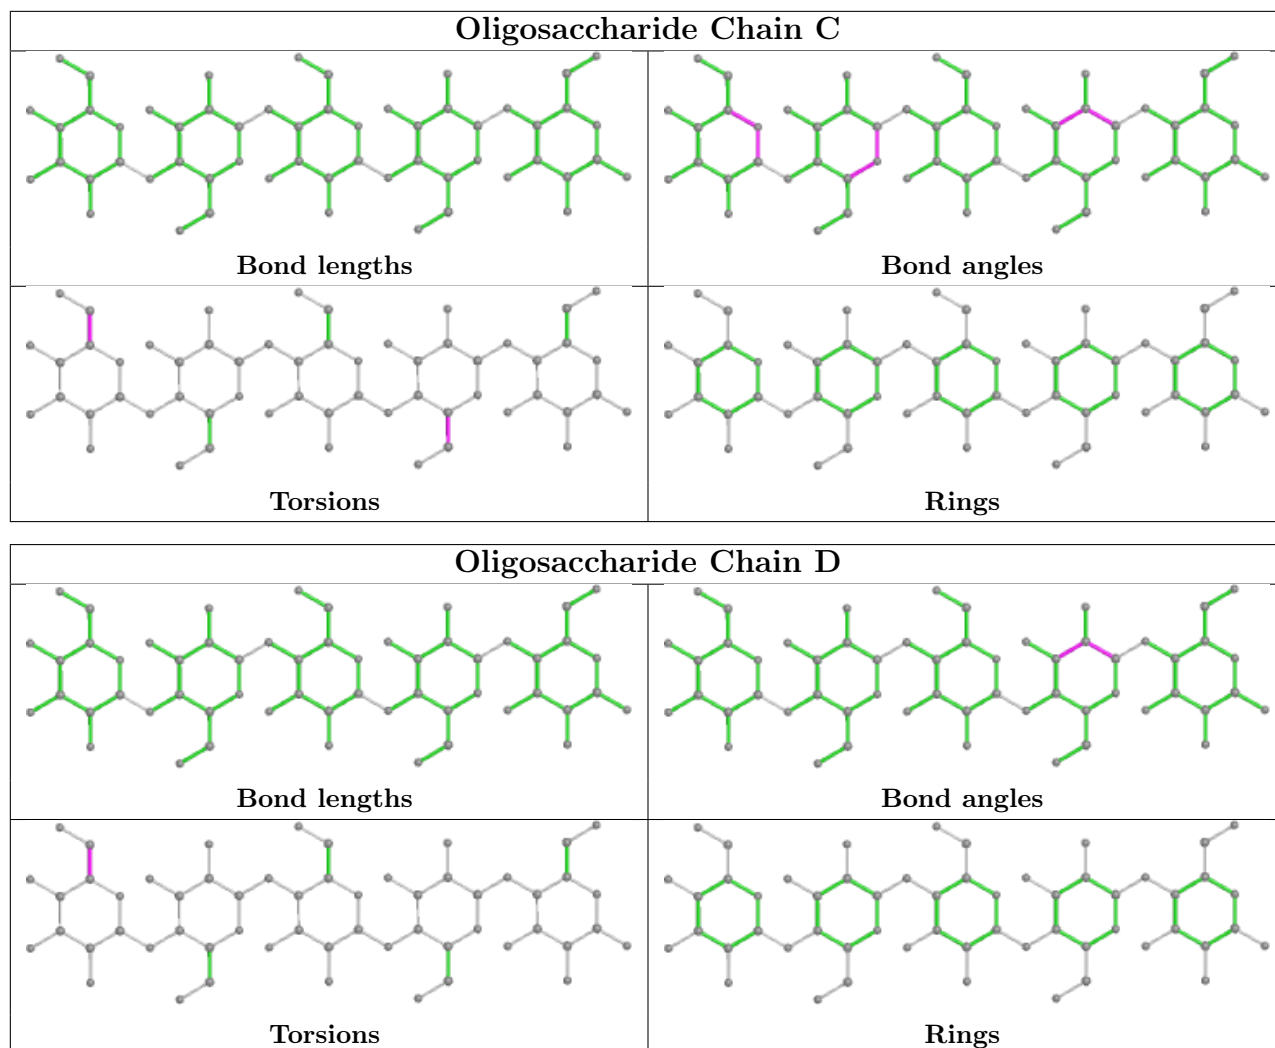 Oligosaccharide Chain C
Bond lengths
Bond angles
Torsions
Rings
Oligosaccharide Chain D
Bond lengths
Bond angles
Torsions
Rings